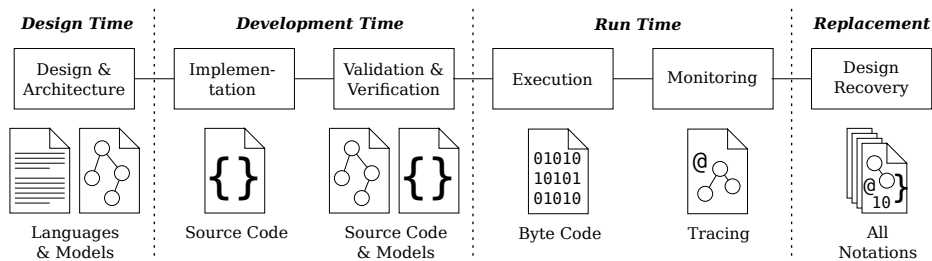 Design Time
Development Time
Run Time
Replacement
Design &
Architecture
Implemen-
tation
Validation &
Verification
Execution
Monitoring
Design
Recovery
{}
{}
01010
10101
01010
@
@
}
10
Languages
& Models
Source Code
Source Code
& Models
Byte Code
Tracing
All
Notations